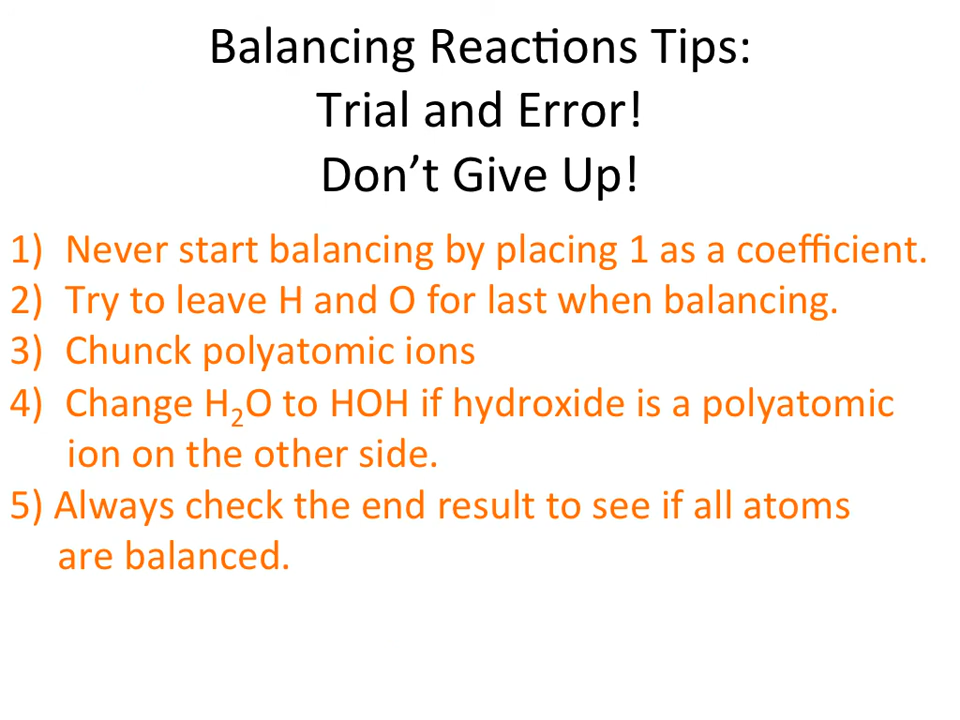 Balancing Reactions Tips:
Trial and Error!
Don’t Give Up!
1) Never start balancing by placing 1 as a coefficient.
2) Try to leave H and O for last when balancing.
3) Chunck polyatomic ions
4) Change H₂O to HOH if hydroxide is a polyatomic
ion on the other side.
5) Always check the end result to see if all atoms
are balanced.